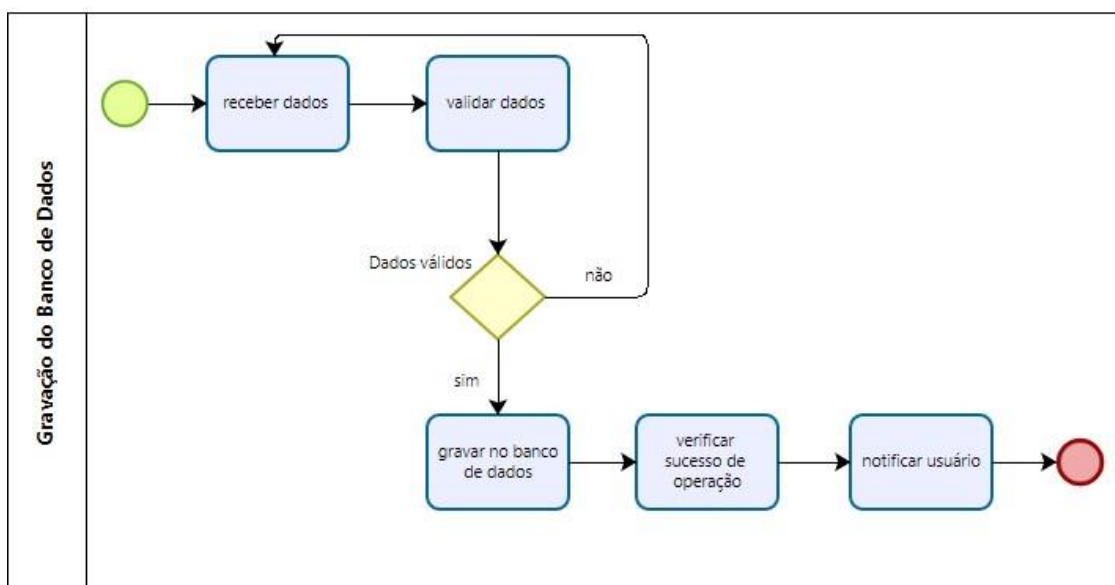 Gravação do Banco de Dados
receber dados
validar dados
Dados válidos
não
sim
gravar no banco
de dados
verificar
sucesso de
operação
notificar usuário